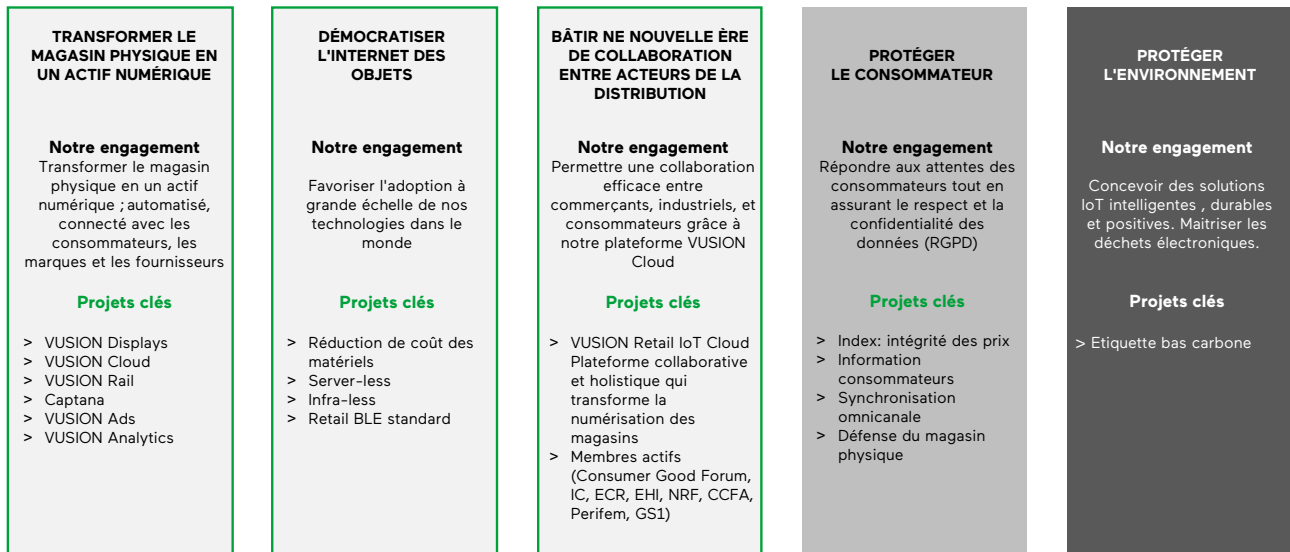 TRANSFORMER LE
MAGASIN PHYSIQUE EN
UN ACTIF NUMÉRIQUE
Notre engagement
Transformer le magasin
physique en un actif
numérique ; automatisé,
connecté avec les
consommateurs, les
marques et les fournisseurs
Projets clés
> VUSION Displays
> VUSION Cloud
> VUSION Rail
> Captana
> VUSION Ads
> VUSION Analytics
DÉMOCRATISER
L'INTERNET DES
OBJETS
Notre engagement
Favoriser l'adoption à
grande échelle de nos
technologies dans le
monde
Projets clés
> Réduction de coût des
matériels
> Server-less
> Infra-less
> Retail BLE standard
BÂTIR NE NOUVELLE ÈRE
DE COLLABORATION
ENTRE ACTEURS DE LA
DISTRIBUTION
Notre engagement
Permettre une collaboration
efficace entre
commerçants, industriels, et
consommateurs grâce à
notre plateforme VUSION
Cloud
Projets clés
> VUSION Retail IoT Cloud
Plateforme collaborative
et holistique qui
transforme la
numérisation des
magasins
> Membres actifs
(Consumer Good Forum,
IC, ECR, EHI, NRF, CCFA,
Perifem, GS1)
PROTÉGER
LE CONSOMMATEUR
Notre engagement
Répondre aux attentes des
consommateurs tout en
assurant le respect et la
confidentialité des
données (RGPD)
Projets clés
> Index: intégrité des prix
> Information
consommateurs
> Synchronisation
omnicanale
> Défense du magasin
physique
PROTÉGER
L'ENVIRONNEMENT
Notre engagement
Concevoir des solutions
IoT intelligentes , durables
et positives. Maitriser les
déchets électroniques.
Projets clés
> Etiquette bas carbone